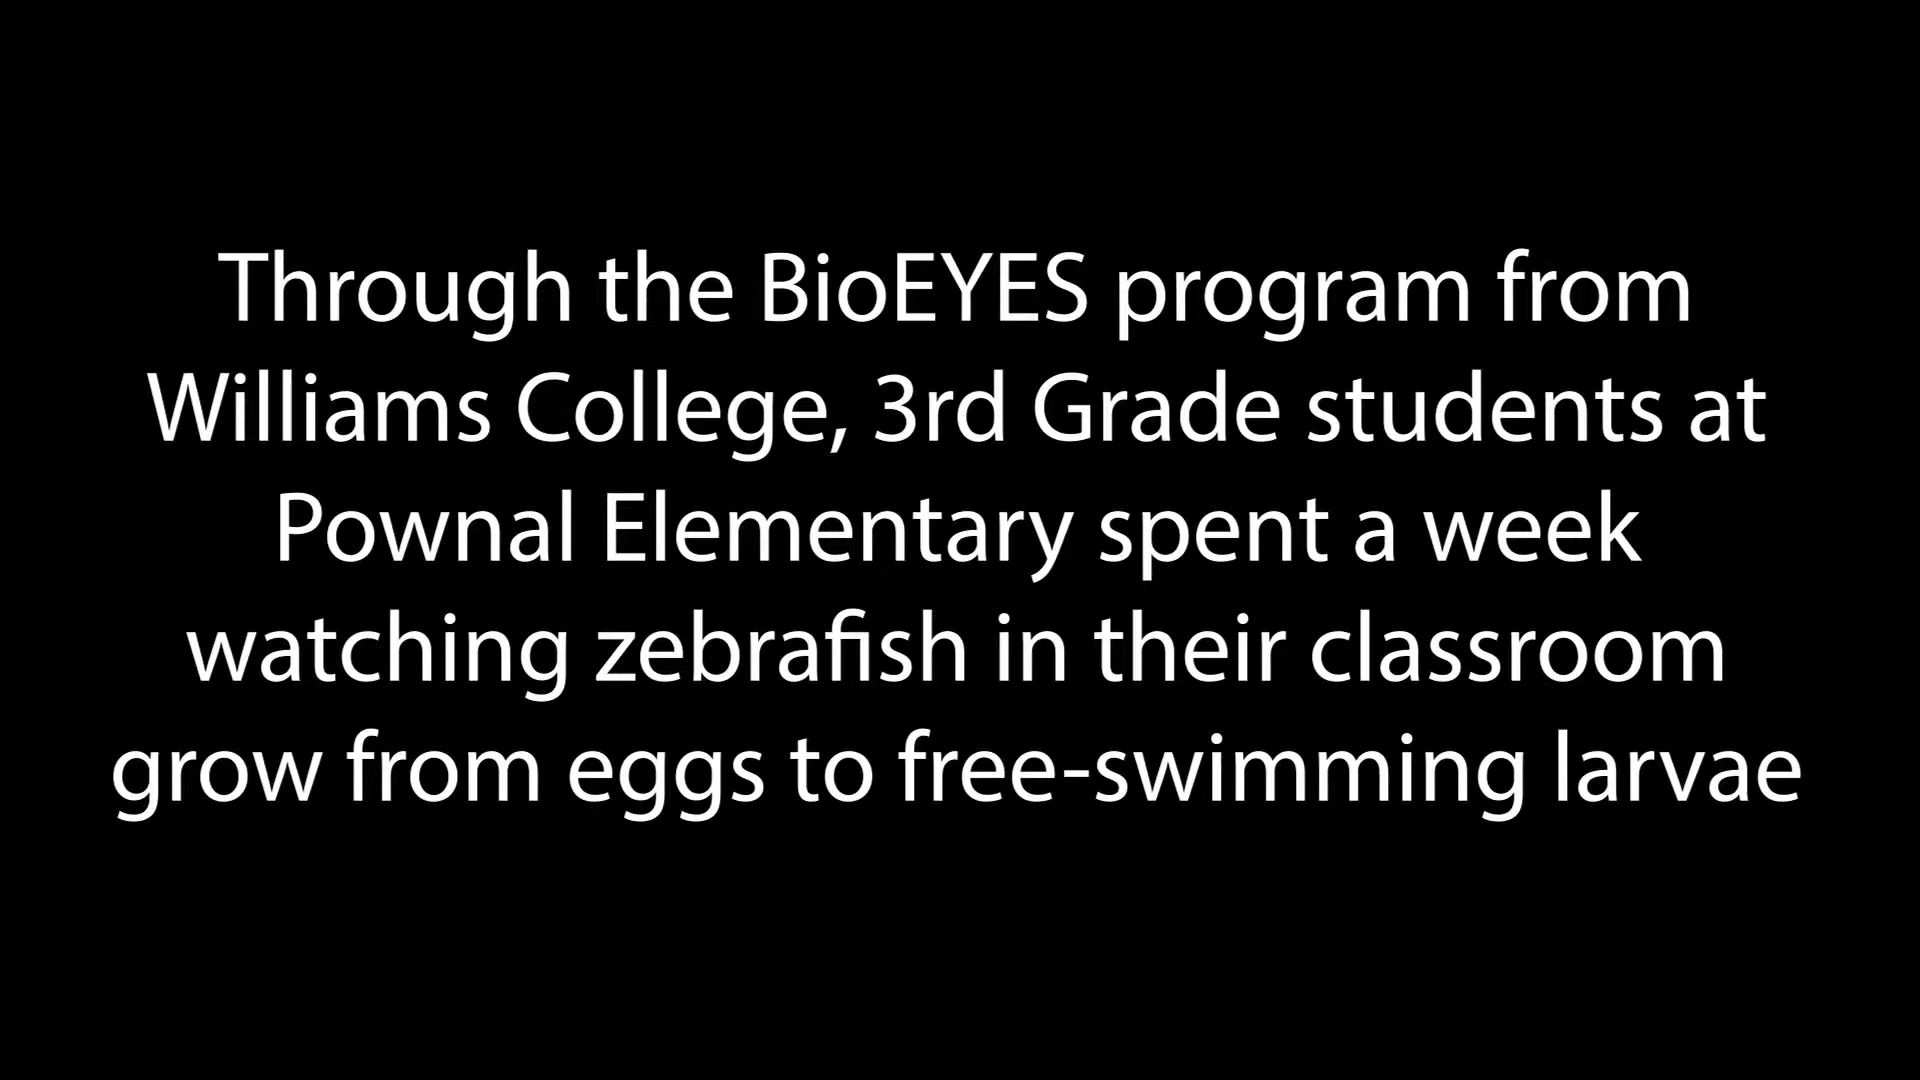 Through the BioEYES program from
Williams College, 3rd Grade students at
Pownal Elementary spent a week
watching zebrafish in their classroom
grow from eggs to free-swimming larvae